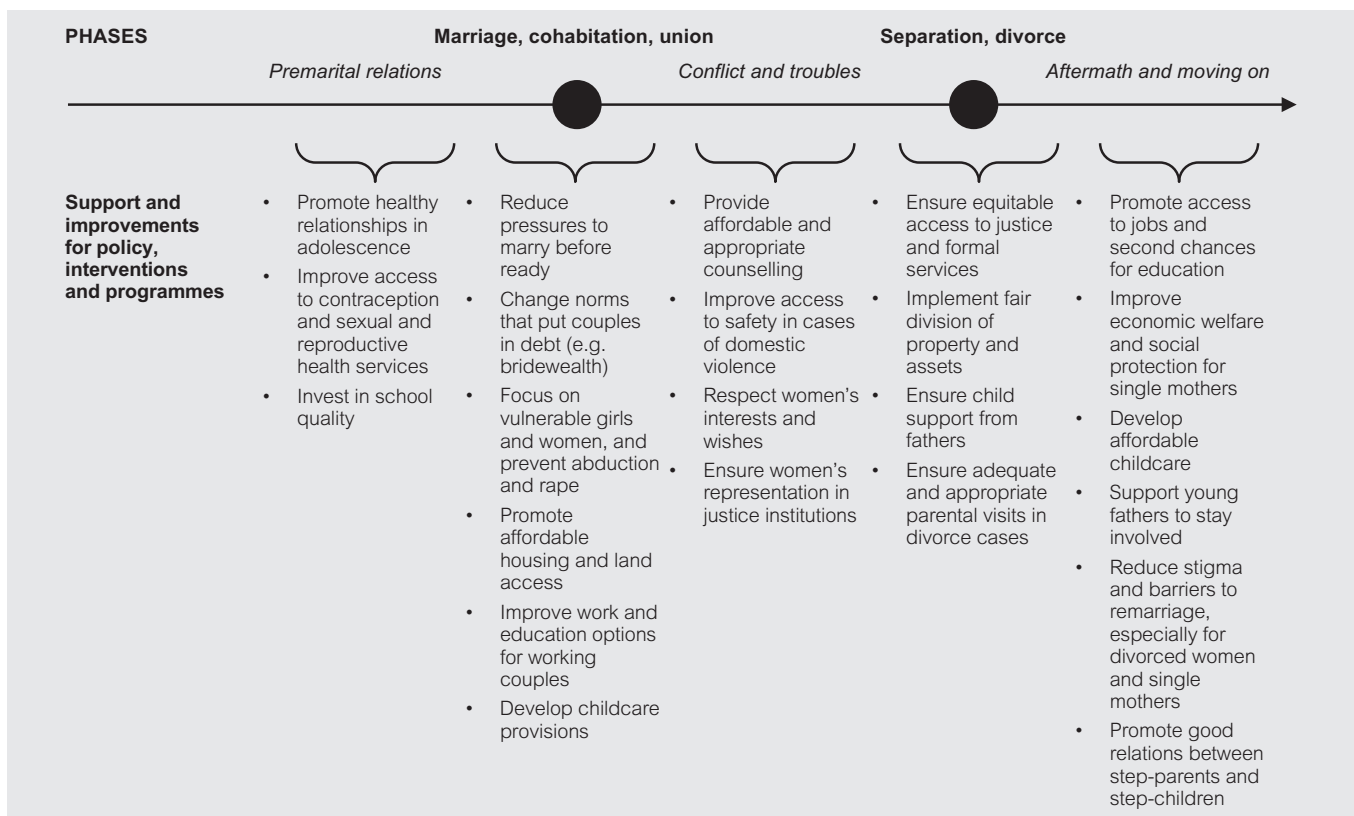 PHASES
Marriage, cohabitation, union
Separation, divorce
Premarital relations
Conflict and troubles
Aftermath and moving on
Support and
improvements
for policy,
interventions
and programmes
• Promote healthy
relationships in
adolescence
• Improve access
to contraception
and sexual and
reproductive
health services
• Invest in school
quality
• Reduce
pressures to
marry before
ready
• Change norms
that put couples
in debt (e.g.
bridewealth)
• Focus on
vulnerable girls
and women, and
prevent abduction
and rape
• Promote
affordable
housing and land
access
• Improve work and
education options
for working
couples
• Develop childcare
provisions
• Provide
affordable and
appropriate
counselling
• Improve access
to safety in cases
of domestic
violence
• Respect women's
interests and
wishes
• Ensure women's
representation in
justice institutions
• Ensure equitable
access to justice
and formal
services
• Implement fair
division of
property and
assets
• Ensure child
support from
fathers
• Ensure adequate
and appropriate
parental visits in
divorce cases
• Promote access
to jobs and
second chances
for education
• Improve
economic welfare
and social
protection for
single mothers
• Develop
affordable
childcare
• Support young
fathers to stay
involved
• Reduce stigma
and barriers to
remarriage,
especially for
divorced women
and single
mothers
• Promote good
relations between
step-parents and
step-children